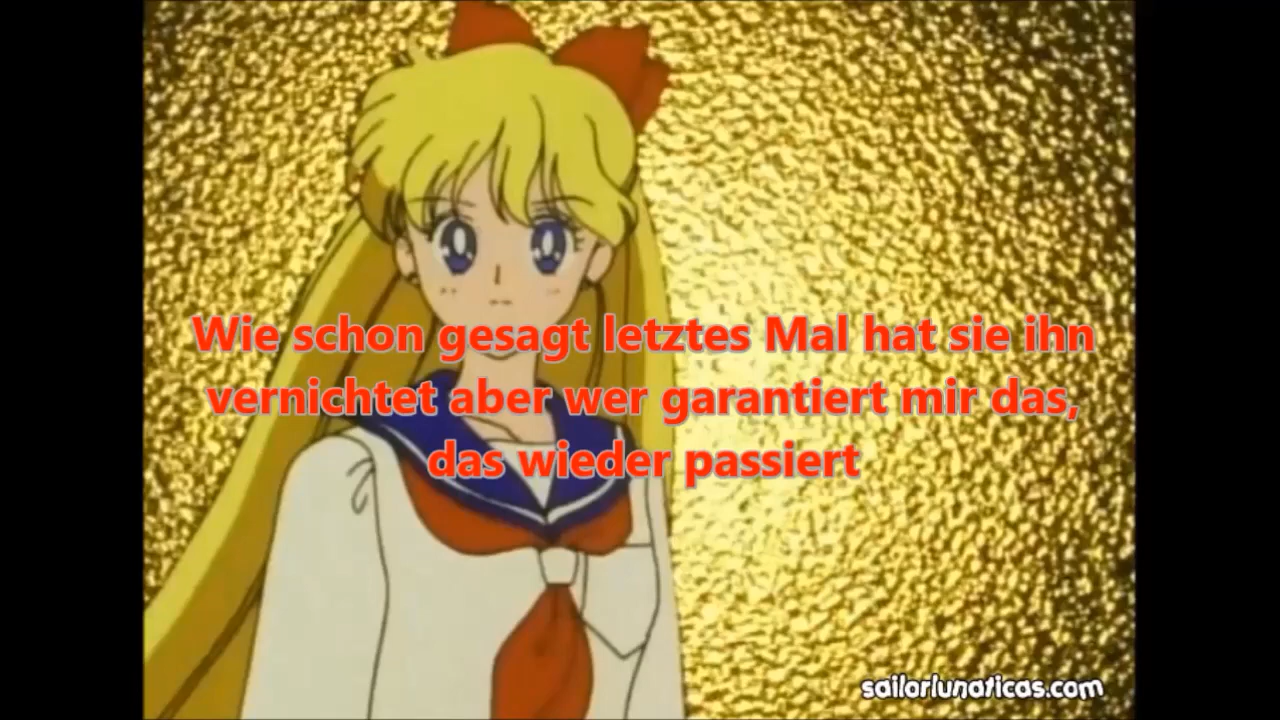 Wie schon gesagt letztes Mal hat sie ihn
vernichtet aber wer garantiert mir das,
das wieder passiert
sailorlunaticas.com